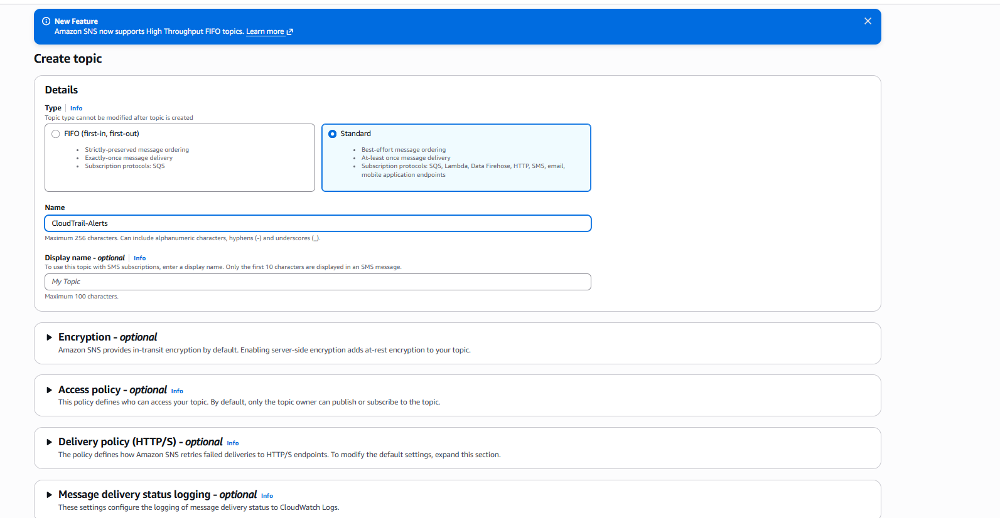 New Feature
Amazon SNS now supports High Throughput FIFO topics. Learn more
Create topic
Details
Type
Info
Topic type cannot be modified after topic is created
FIFO (first-in, first-out)
Strictly-preserved message ordering
Exactly-once message delivery
Subscription protocols: SQS
Standard
Best-effort message ordering
At-least once message delivery
Subscription protocols: SQS, Lambda, Data Firehose, HTTP, SMS, email,
mobile application endpoints
Name
CloudTrail-Alerts
Maximum 256 characters. Can include alphanumeric characters, hyphens (-) and underscores (_).
Display name - optional
Info
To use this topic with SMS subscriptions, enter a display name. Only the first 10 characters are displayed in an SMS message.
My Topic
Maximum 100 characters.
Encryption - optional
Amazon SNS provides in-transit encryption by default. Enabling server-side encryption adds at-rest encryption to your topic.
Access policy - optional Info
This policy defines who can access your topic. By default, only the topic owner can publish or subscribe to the topic.
Delivery policy (HTTP/S) - optional Info
The policy defines how Amazon SNS retries failed deliveries to HTTP/S endpoints. To modify the default settings, expand this section.
Message delivery status logging - optional Info
These settings configure the logging of message delivery status to CloudWatch Logs.